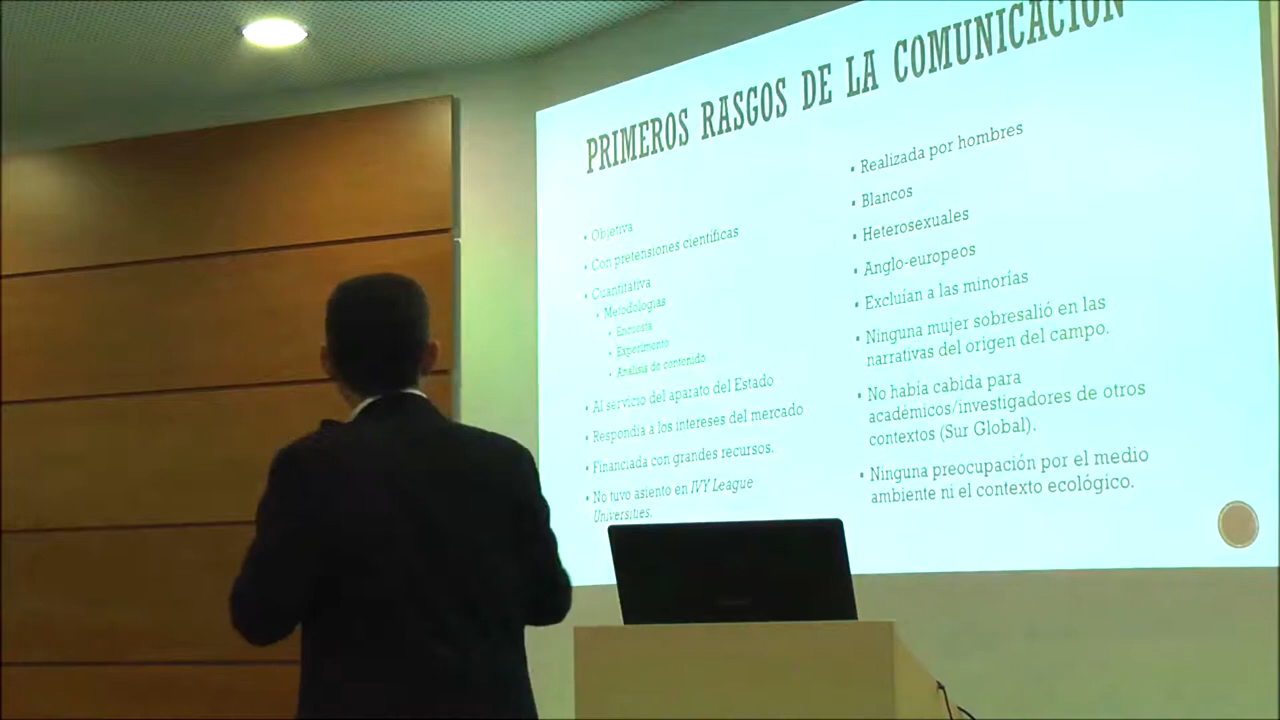 PRIMEROS RASGOS DE LA COMUNICACIÓN
Objetiva
Con pretensiones científicas
Cuantitativa
Metodologías
Encuesta
Experimento
Análisis de contenido
Al servicio del aparato del Estado
Respondía a los intereses del mercado
Financiada con grandes recursos.
No tuvo asiento en IVY League
Universities.
Realizada por hombres
Blancos
Heterosexuales
Anglo-europeos
Excluían a las minorías
Ninguna mujer sobresalió en las
narrativas del origen del campo.
No había cabida para
académicos/investigadores de otros
contextos (Sur Global).
Ninguna preocupación por el medio
ambiente ni el contexto ecológico.